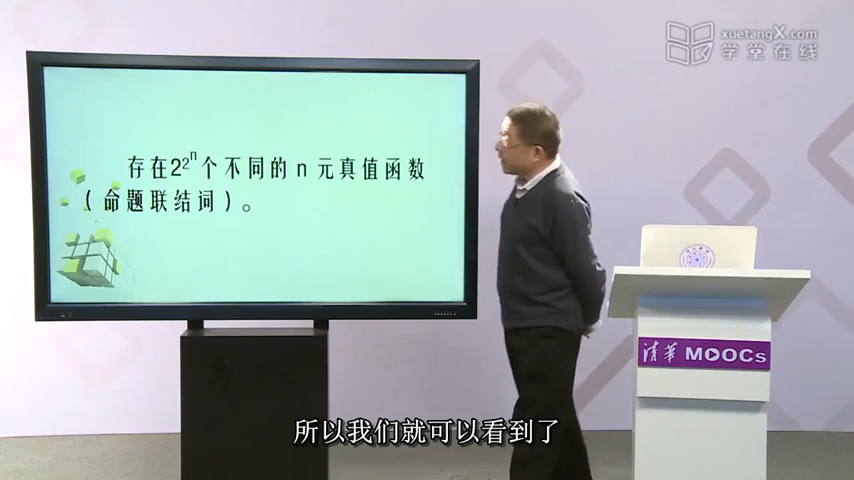 xuetangX.com
学堂在线
存在2^2^n个不同的n元真值函数
（命题联结词）。
清华 MOOCs
所以我们就可以看到了